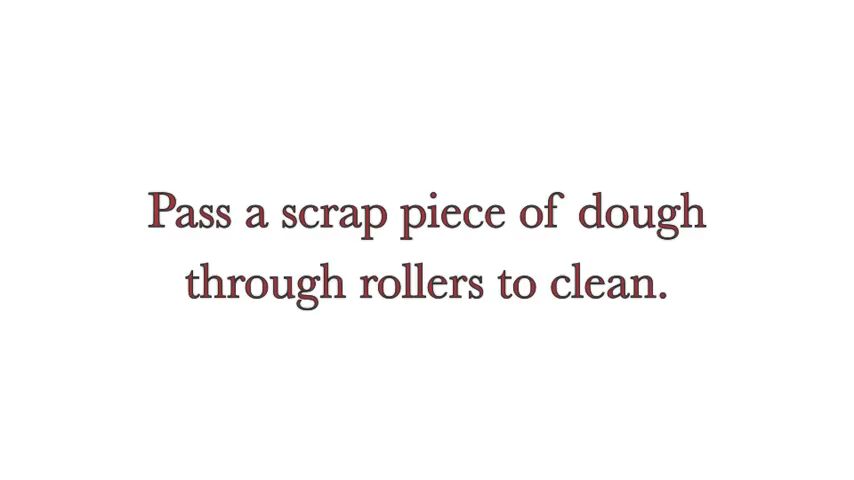 Pass a scrap piece of dough
through rollers to clean.